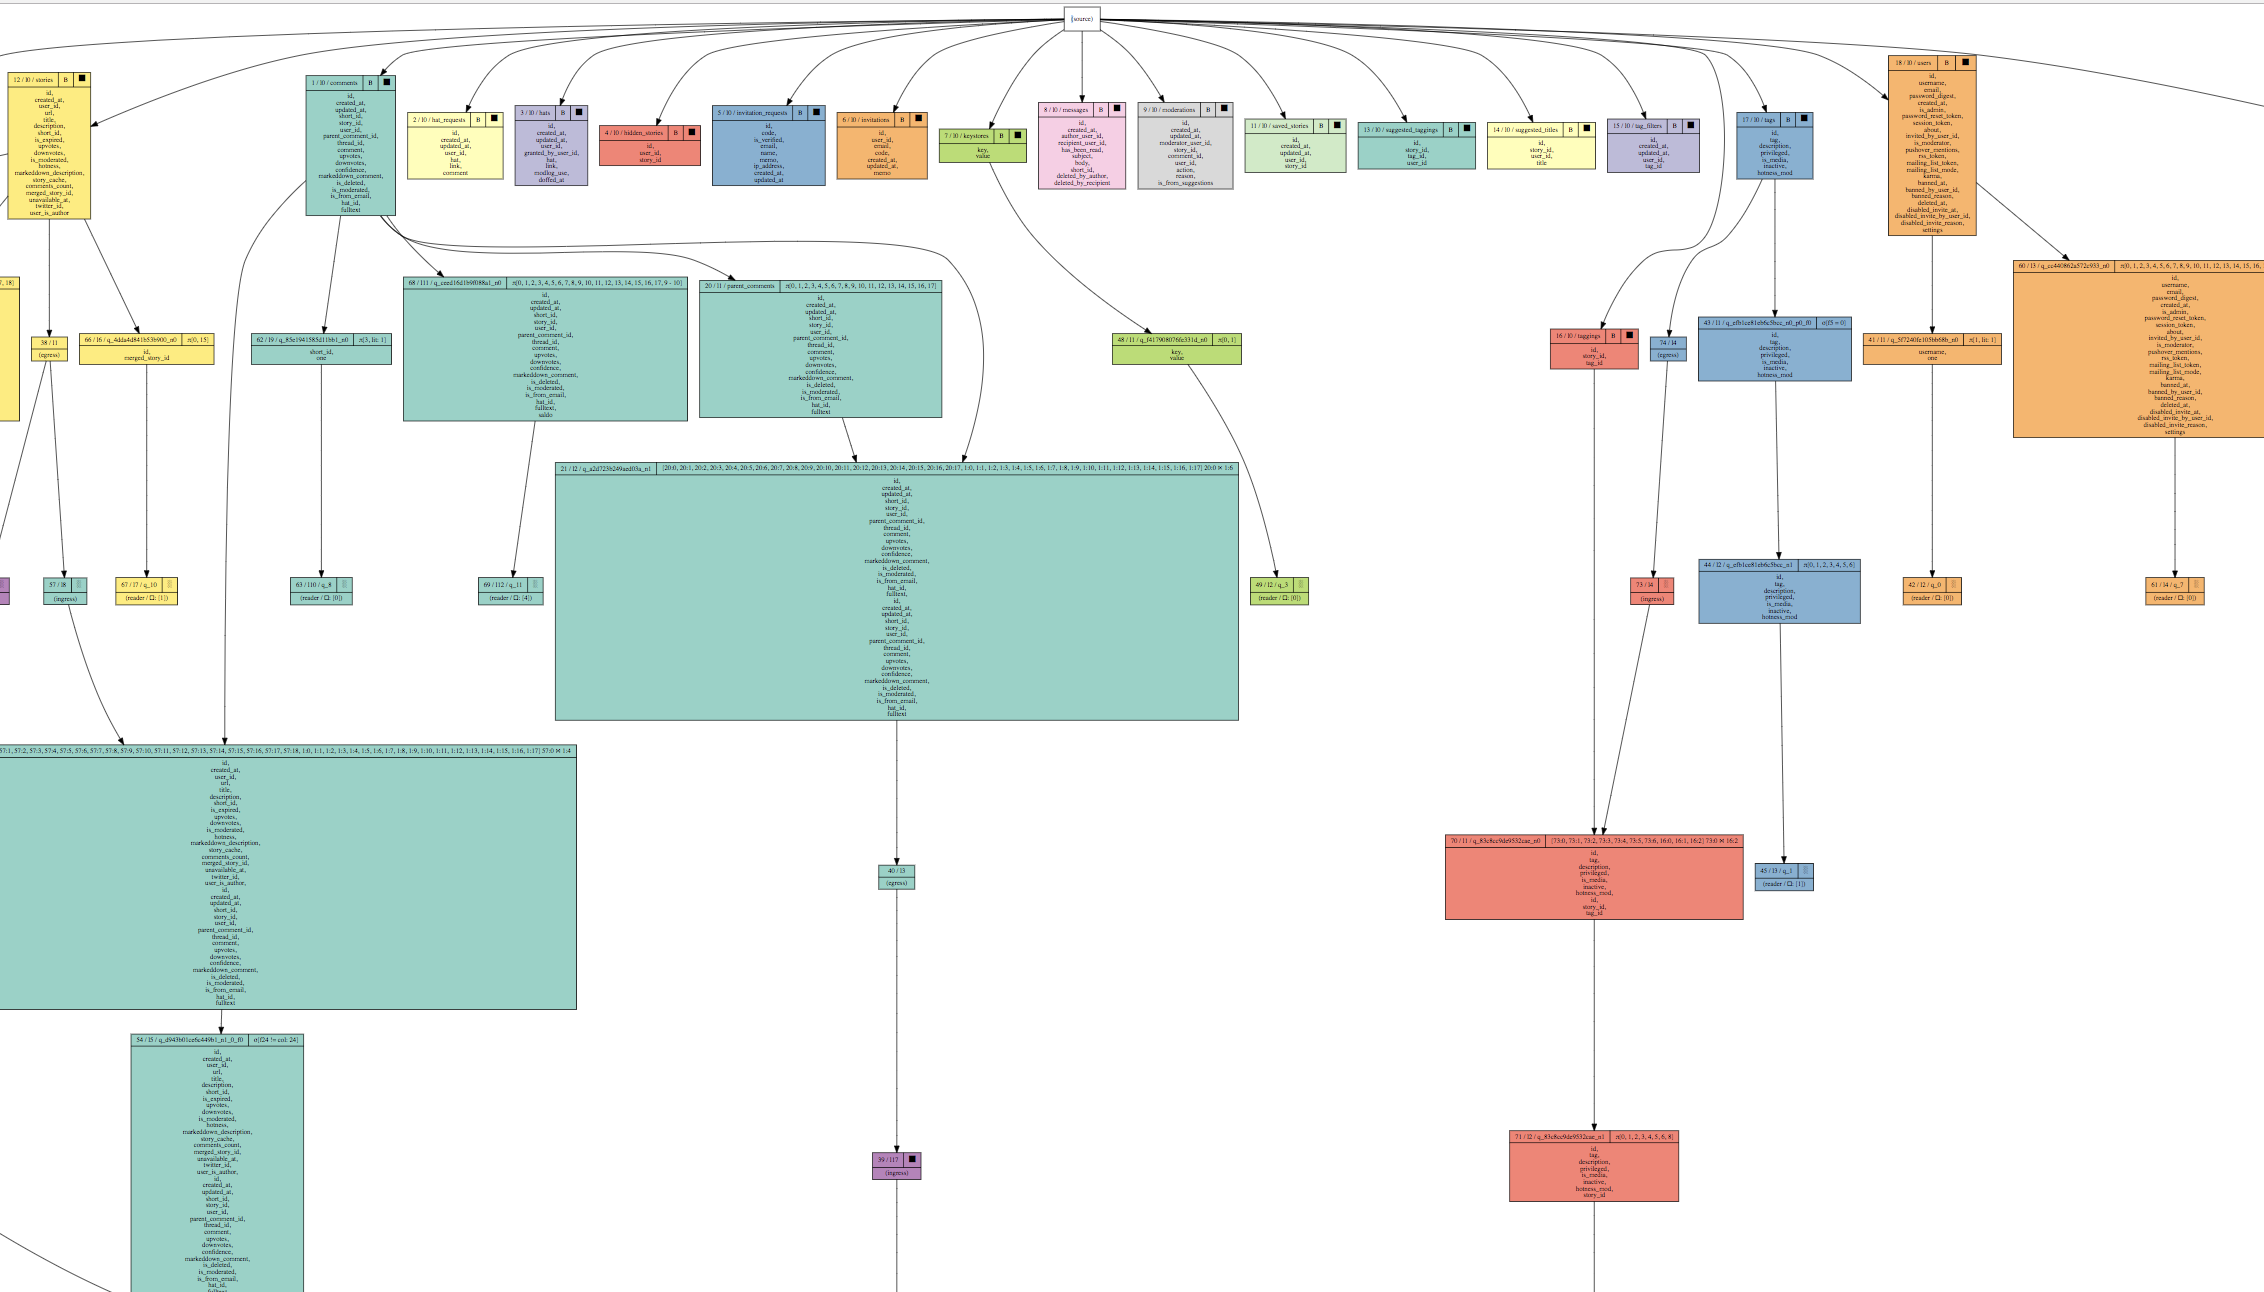 (source)
12 / l0 / stories B
id,
created_at,
user_id,
url,
title,
description,
short_id,
is_expired,
upvotes,
downvotes,
is_moderated,
hotness,
markeddown_description,
story_cache,
comments_count,
merged_story_id,
unavailable_at,
twitter_id,
user_is_author
1 / l0 / comments B
id,
created_at,
updated_at,
short_id,
story_id,
user_id,
parent_comment_id,
thread_id,
comment,
upvotes,
downvotes,
confidence,
markeddown_comment,
is_deleted,
is_moderated,
is_from_email,
hat_id,
fulltext
2 / l0 / hat_requests B
id,
created_at,
updated_at,
user_id,
hat,
link,
comment
3 / l0 / hats B
id,
created_at,
updated_at,
user_id,
granted_by_user_id,
hat,
link,
modlog_use,
doffed_at
4 / l0 / hidden_stories B
id,
user_id,
story_id
5 / l0 / invitation_requests B
id,
code,
is_verified,
email,
name,
memo,
ip_address,
created_at,
updated_at
6 / l0 / invitations B
id,
user_id,
email,
code,
created_at,
updated_at,
memo
7 / l0 / keystores B
key,
value
8 / l0 / messages B
id,
created_at,
author_user_id,
recipient_user_id,
has_been_read,
subject,
body,
short_id,
deleted_by_author,
deleted_by_recipient
9 / l0 / moderations B
id,
created_at,
updated_at,
moderator_user_id,
story_id,
comment_id,
user_id,
action,
reason,
is_from_suggestions
11 / l0 / saved_stories B
id,
created_at,
updated_at,
user_id,
story_id
13 / l0 / suggested_taggings B
id,
story_id,
tag_id,
user_id
14 / l0 / suggested_titles B
id,
story_id,
user_id,
title
15 / l0 / tag_filters B
id,
created_at,
updated_at,
user_id,
tag_id
17 / l0 / tags B
id,
tag,
description,
privileged,
is_media,
inactive,
hotness_mod
18 / l0 / users B
id,
username,
email,
password_digest,
created_at,
is_admin,
password_reset_token,
session_token,
about,
invited_by_user_id,
is_moderator,
pushover_mentions,
rss_token,
mailing_list_token,
mailing_list_mode,
karma,
banned_at,
banned_by_user_id,
banned_reason,
deleted_at,
disabled_invite_at,
disabled_invite_by_user_id,
disabled_invite_reason,
settings
7, 18]
38 / l1
(egress)
66 / l6 / q_4dda4d841b53b900_n0 π[0, 15]
id,
merged_story_id
62 / l9 / q_85e1941585d11bb1_n0 π[3, lit: 1]
short_id,
one
68 / l11 / q_ceed16d1b9f088a1_n0 π[0, 1, 2, 3, 4, 5, 6, 7, 8, 9, 10, 11, 12, 13, 14, 15, 16, 17, 9 - 10]
id,
created_at,
updated_at,
short_id,
story_id,
user_id,
parent_comment_id,
thread_id,
comment,
upvotes,
downvotes,
confidence,
markeddown_comment,
is_deleted,
is_moderated,
is_from_email,
hat_id,
fulltext,
saldo
20 / l1 / parent_comments π[0, 1, 2, 3, 4, 5, 6, 7, 8, 9, 10, 11, 12, 13, 14, 15, 16, 17]
id,
created_at,
updated_at,
short_id,
story_id,
user_id,
parent_comment_id,
thread_id,
comment,
upvotes,
downvotes,
confidence,
markeddown_comment,
is_deleted,
is_moderated,
is_from_email,
hat_id,
fulltext
48 / l1 / q_f417908076fe331d_n0 π[0, 1]
key,
value
16 / l0 / taggings B
id,
story_id,
tag_id
74 / l4
(egress)
43 / l1 / q_efb1ce81eb6c5bcc_n0_p0_f0 σ[f5 = 0]
id,
tag,
description,
privileged,
is_media,
inactive,
hotness_mod
41 / l1 / q_5f7240fe105bb68b_n0 π[1, lit: 1]
username,
one
60 / l3 / q_cc440862a572c933_n0 π[0, 1, 2, 3, 4, 5, 6, 7, 8, 9, 10, 11, 12, 13, 14, 15, 16,
id,
username,
email,
password_digest,
created_at,
is_admin,
password_reset_token,
session_token,
about,
invited_by_user_id,
is_moderator,
pushover_mentions,
rss_token,
mailing_list_token,
mailing_list_mode,
karma,
banned_at,
banned_by_user_id,
banned_reason,
deleted_at,
disabled_invite_at,
disabled_invite_by_user_id,
disabled_invite_reason,
settings
21 / l2 / q_a2d723b249aed03a_n1 [20:0, 20:1, 20:2, 20:3, 20:4, 20:5, 20:6, 20:7, 20:8, 20:9, 20:10, 20:11, 20:12, 20:13, 20:14, 20:15, 20:16, 20:17, 1:0, 1:1, 1:2, 1:3, 1:4, 1:5, 1:6, 1:7, 1:8, 1:9, 1:10, 1:11, 1:12, 1:13, 1:14, 1:15, 1:16, 1:17] 20:0 ⋈ 1:6
id,
created_at,
updated_at,
short_id,
story_id,
user_id,
parent_comment_id,
thread_id,
comment,
upvotes,
downvotes,
confidence,
markeddown_comment,
is_deleted,
is_moderated,
is_from_email,
hat_id,
fulltext,
id,
created_at,
updated_at,
short_id,
story_id,
user_id,
parent_comment_id,
thread_id,
comment,
upvotes,
downvotes,
confidence,
markeddown_comment,
is_deleted,
is_moderated,
is_from_email,
hat_id,
fulltext
57 / l8
(ingress)
67 / l7 / q_10
(reader / □: [1])
63 / l10 / q_8
(reader / □: [0])
69 / l12 / q_11
(reader / □: [4])
49 / l2 / q_3
(reader / □: [0])
73 / l4
(ingress)
44 / l2 / q_efb1ce81eb6c5bcc_n1 π[0, 1, 2, 3, 4, 5, 6]
id,
tag,
description,
privileged,
is_media,
inactive,
hotness_mod
42 / l2 / q_0
(reader / □: [0])
61 / l4 / q_7
(reader / □: [0])
57:1, 57:2, 57:3, 57:4, 57:5, 57:6, 57:7, 57:8, 57:9, 57:10, 57:11, 57:12, 57:13, 57:14, 57:15, 57:16, 57:17, 57:18, 1:0, 1:1, 1:2, 1:3, 1:4, 1:5, 1:6, 1:7, 1:8, 1:9, 1:10, 1:11, 1:12, 1:13, 1:14, 1:15, 1:16, 1:17] 57:0 ⋈ 1:4
id,
created_at,
user_id,
url,
title,
description,
short_id,
is_expired,
upvotes,
downvotes,
is_moderated,
hotness,
markeddown_description,
story_cache,
comments_count,
merged_story_id,
unavailable_at,
twitter_id,
user_is_author,
id,
created_at,
updated_at,
short_id,
story_id,
user_id,
parent_comment_id,
thread_id,
comment,
upvotes,
downvotes,
confidence,
markeddown_comment,
is_deleted,
is_moderated,
is_from_email,
hat_id,
fulltext
40 / l3
(egress)
70 / l1 / q_83c8cc9de9532cae_n0 [73:0, 73:1, 73:2, 73:3, 73:4, 73:5, 73:6, 16:0, 16:1, 16:2] 73:0 ⋈ 16:2
id,
tag,
description,
privileged,
is_media,
inactive,
hotness_mod,
id,
story_id,
tag_id
45 / l3 / q_1
(reader / □: [1])
54 / l5 / q_d943b01ce6c449b1_n1_0_f0 σ[f24 != col: 24]
id,
created_at,
user_id,
url,
title,
description,
short_id,
is_expired,
upvotes,
downvotes,
is_moderated,
hotness,
markeddown_description,
story_cache,
comments_count,
merged_story_id,
unavailable_at,
twitter_id,
user_is_author,
id,
created_at,
updated_at,
short_id,
story_id,
user_id,
parent_comment_id,
thread_id,
comment,
upvotes,
downvotes,
confidence,
markeddown_comment,
is_deleted,
is_moderated,
is_from_email,
hat_id,
fulltext
39 / l17
(ingress)
71 / l2 / q_83c8cc9de9532cae_n1 π[0, 1, 2, 3, 4, 5, 6, 8]
id,
tag,
description,
privileged,
is_media,
inactive,
hotness_mod,
story_id